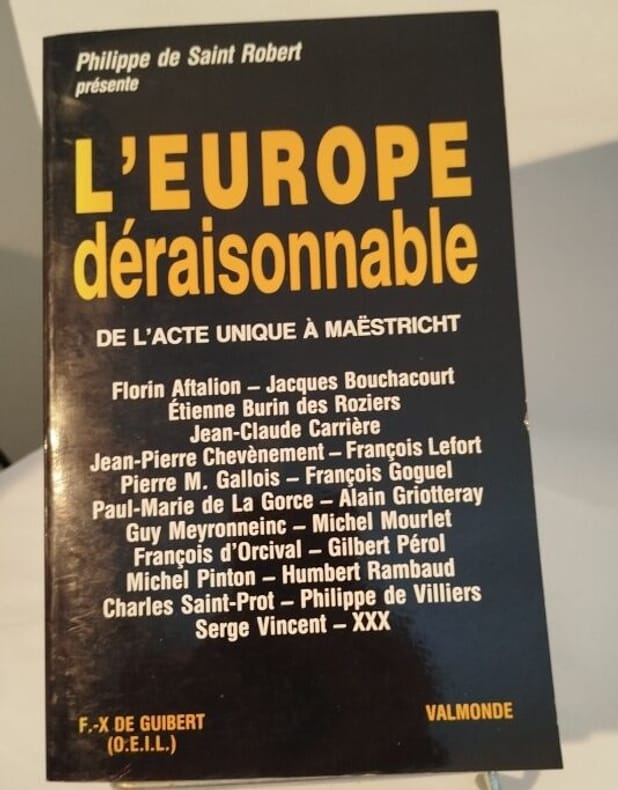 Philippe de Saint Robert
présente
L'EUROPE
déraisonnable
DE L'ACTE UNIQUE À MAËSTRICHT
Florin Aftalion – Jacques Bouchacourt
Étienne Burin des Roziers
Jean-Claude Carrière
Jean-Pierre Chevènement – François Lefort
Pierre M. Gallois – François Goguel
Paul-Marie de La Gorce – Alain Griotteray
Guy Meyronneinc – Michel Mourlet
François d'Orcival – Gilbert Pérol
Michel Pinton – Humbert Rambaud
Charles Saint-Prot – Philippe de Villiers
Serge Vincent – XXX
F.-X DE GUIBERT
(O.E.I.L.)
VALMONDE